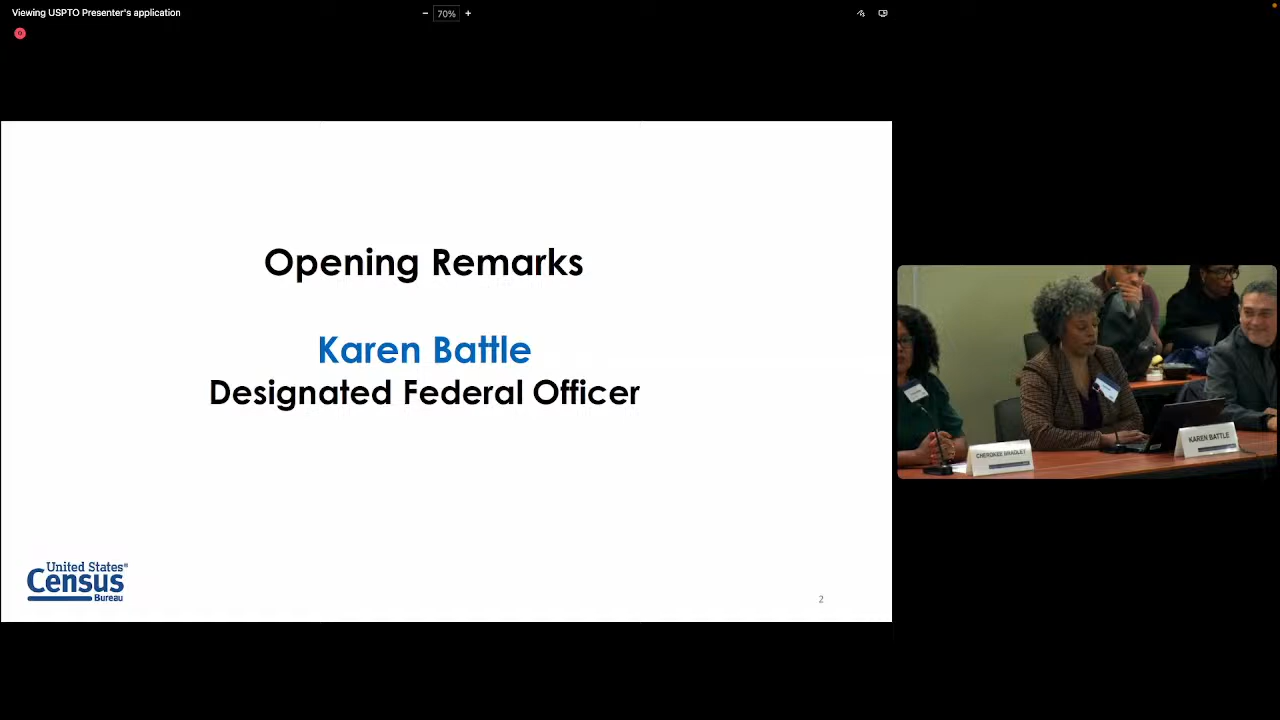 Viewing USPTO Presenter's application
− 70% +
Opening Remarks
Karen Battle
Designated Federal Officer
United States®
Census
Bureau
2
CHEROKEE BRADLEY
KAREN BATTLE